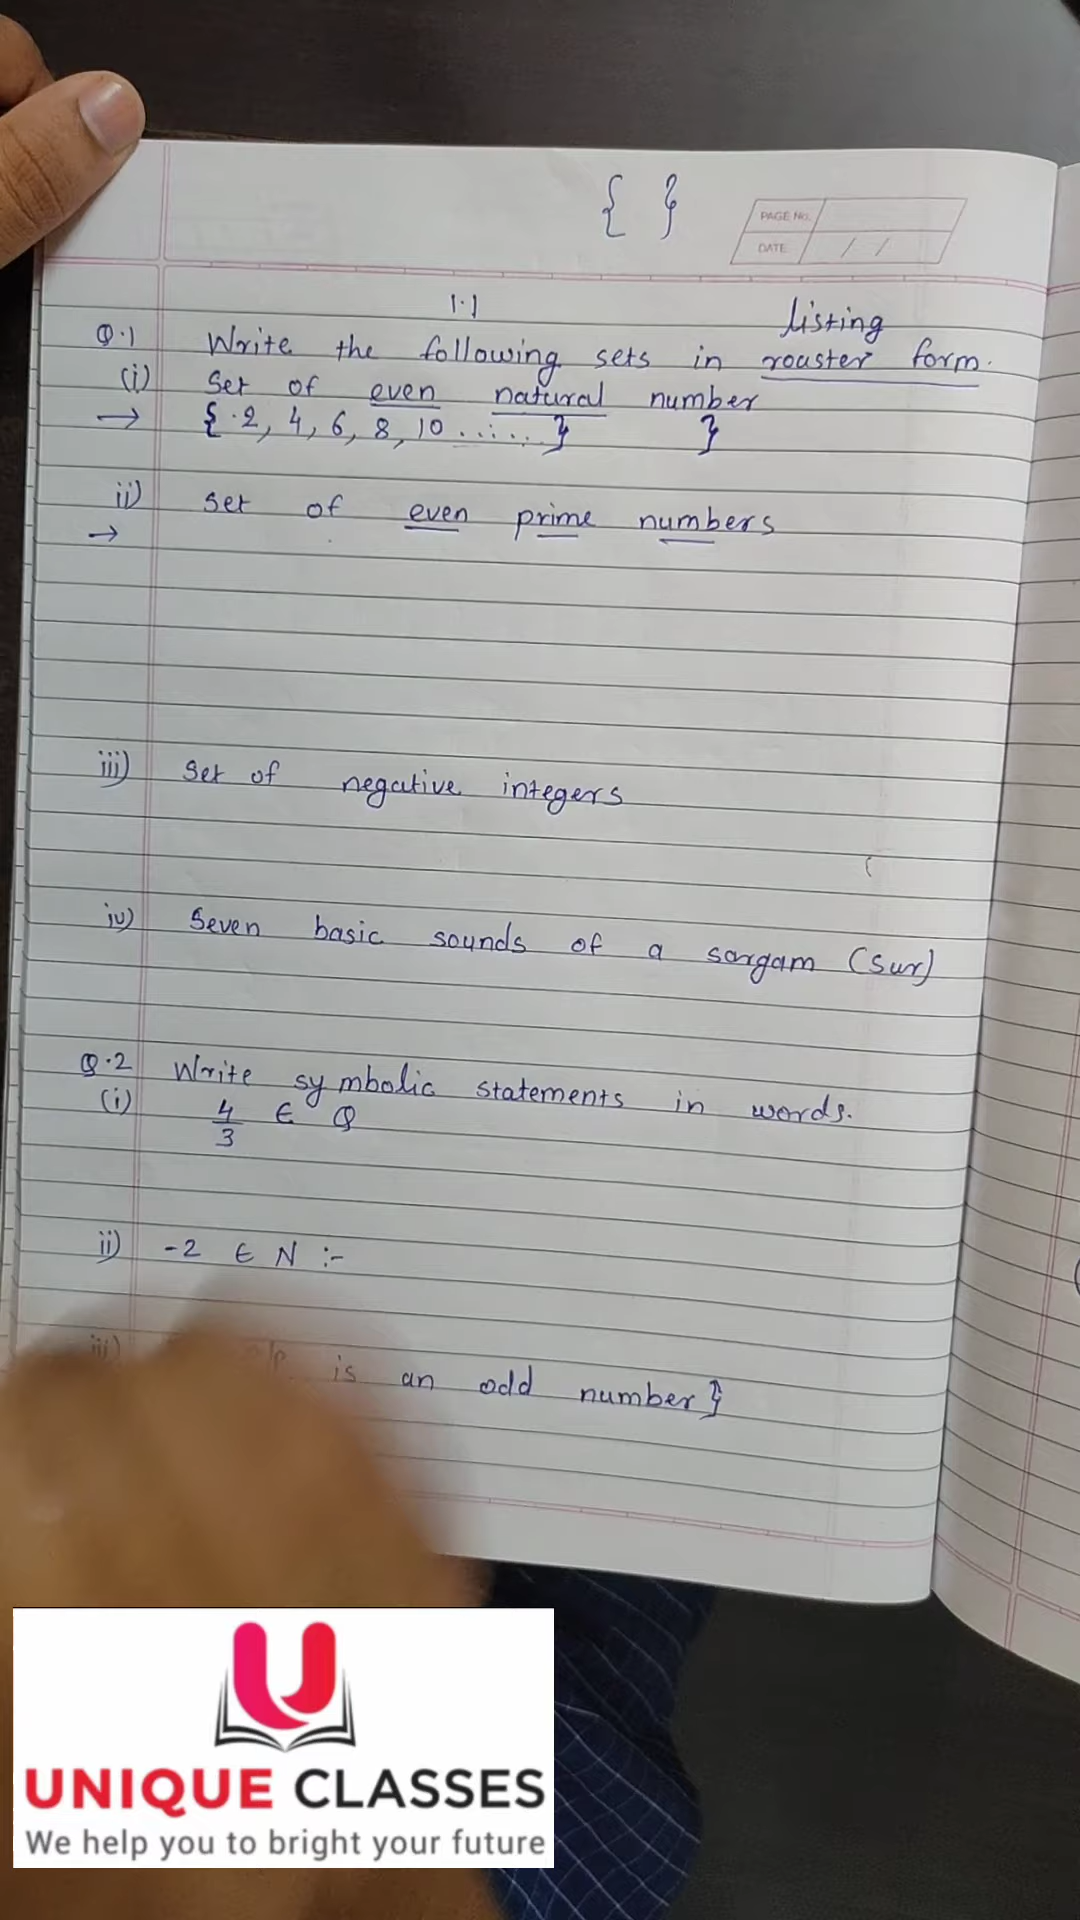 { }
PAGE No.
DATE / /
1.1
listing
Q.1 Write the following sets in rouster form.
(i) Set of even natural number
→ {.2, 4, 6, 8, 10 ......} }
ii) set of even prime numbers
→
iii) set of negative integers
iv) Seven basic sounds of a sargam (sur)
Q.2 Write symbolic statements in words.
(i) 4/3 ∈ Q
ii) -2 ∈ N :-
iii) is an odd number}
UNIQUE CLASSES
We help you to bright your future